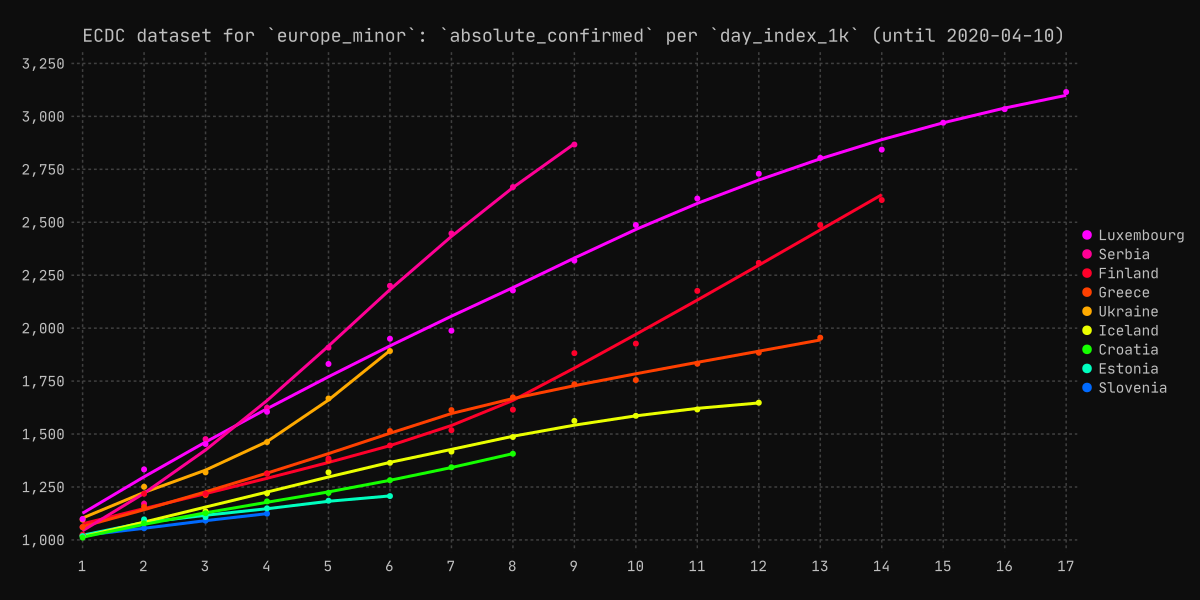 ECDC dataset for `europe_minor`: `absolute_confirmed` per `day_index_1k` (until 2020-04-10)
3,250
3,000
2,750
2,500
2,250
2,000
1,750
1,500
1,250
1,000
1 2 3 4 5 6 7 8 9 10 11 12 13 14 15 16 17
Luxembourg
Serbia
Finland
Greece
Ukraine
Iceland
Croatia
Estonia
Slovenia